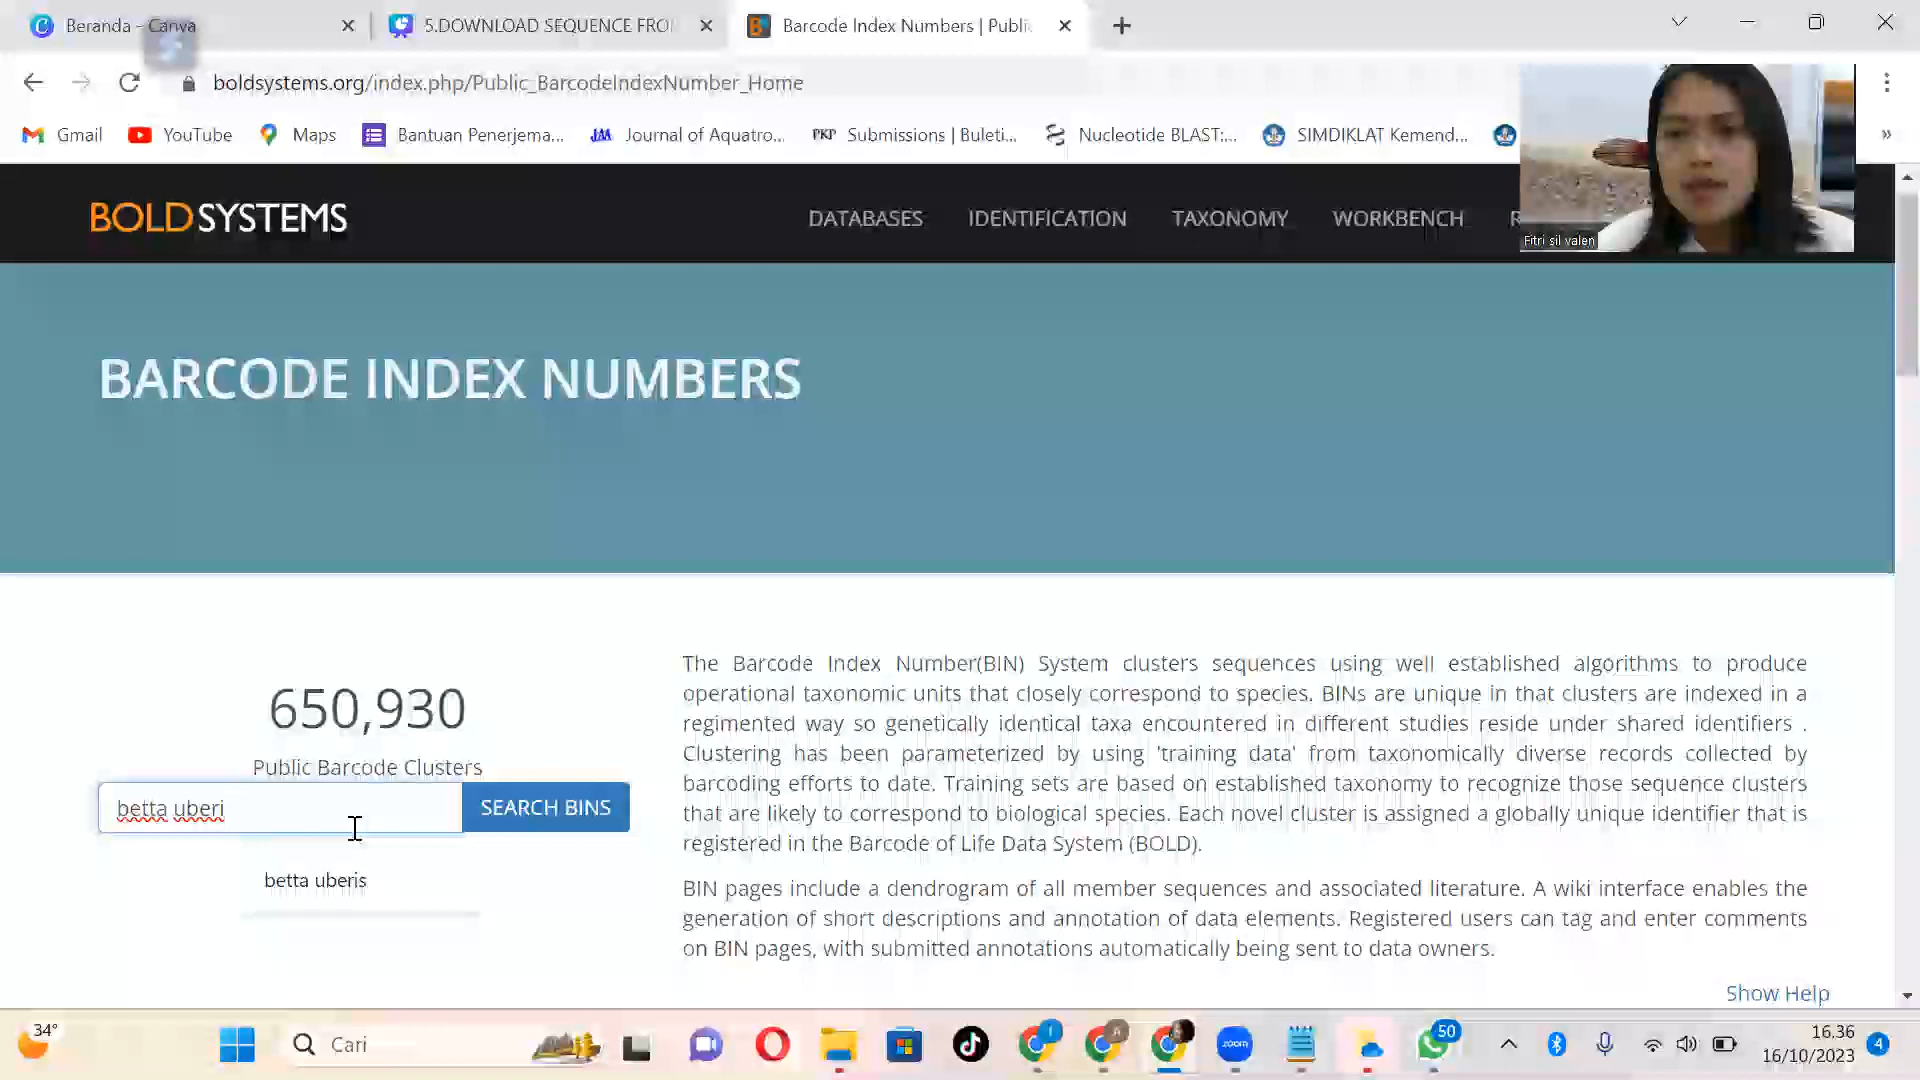 Beranda - Canva
5.DOWNLOAD SEQUENCE FRO
Barcode Index Numbers | Public
boldsystems.org/index.php/Public_BarcodeIndexNumber_Home
Gmail
YouTube
Maps
Bantuan Penerjema...
JAA
Journal of Aquatro...
PKP
Submissions | Buleti...
Nucleotide BLAST:...
SIMDIKLAT Kemend...
»
BOLDSYSTEMS
DATABASES
IDENTIFICATION
TAXONOMY
WORKBENCH
R
Fitri sil valen
BARCODE INDEX NUMBERS
650,930
Public Barcode Clusters
betta uberi
SEARCH BINS
betta uberis
The Barcode Index Number(BIN) System clusters sequences using well established algorithms to produce
operational taxonomic units that closely correspond to species. BINs are unique in that clusters are indexed in a
regimented way so genetically identical taxa encountered in different studies reside under shared identifiers .
Clustering has been parameterized by using 'training data' from taxonomically diverse records collected by
barcoding efforts to date. Training sets are based on established taxonomy to recognize those sequence clusters
that are likely to correspond to biological species. Each novel cluster is assigned a globally unique identifier that is
registered in the Barcode of Life Data System (BOLD).
BIN pages include a dendrogram of all member sequences and associated literature. A wiki interface enables the
generation of short descriptions and annotation of data elements. Registered users can tag and enter comments
on BIN pages, with submitted annotations automatically being sent to data owners.
Show Help
34°
Cari
zoom
50
16.36
16/10/2023
4